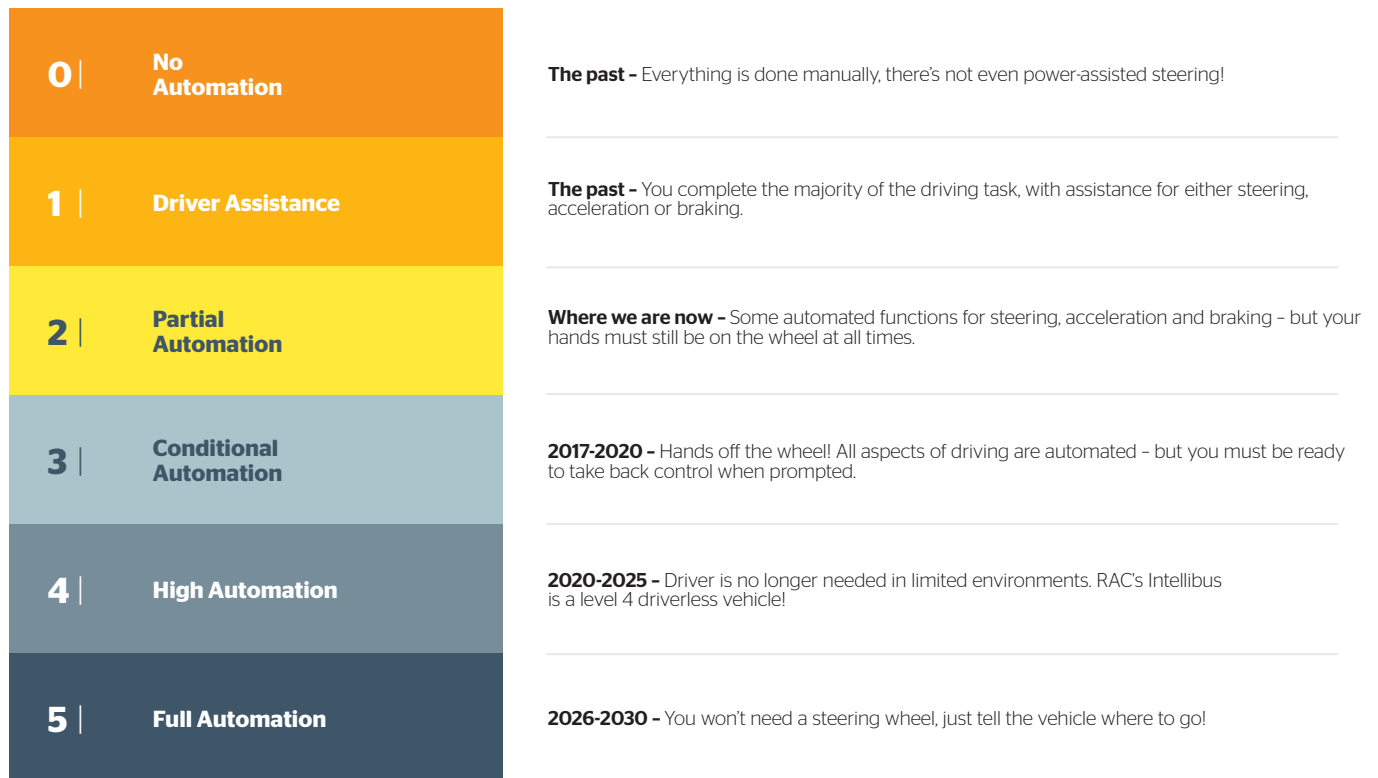 0 |
No
Automation
The past – Everything is done manually, there's not even power-assisted steering!
1 |
Driver Assistance
The past – You complete the majority of the driving task, with assistance for either steering,
acceleration or braking.
2 |
Partial
Automation
Where we are now – Some automated functions for steering, acceleration and braking – but your
hands must still be on the wheel at all times.
3 |
Conditional
Automation
2017-2020 – Hands off the wheel! All aspects of driving are automated – but you must be ready
to take back control when prompted.
4 |
High Automation
2020-2025 – Driver is no longer needed in limited environments. RAC's Intellibus
is a level 4 driverless vehicle!
5 |
Full Automation
2026-2030 – You won't need a steering wheel, just tell the vehicle where to go!